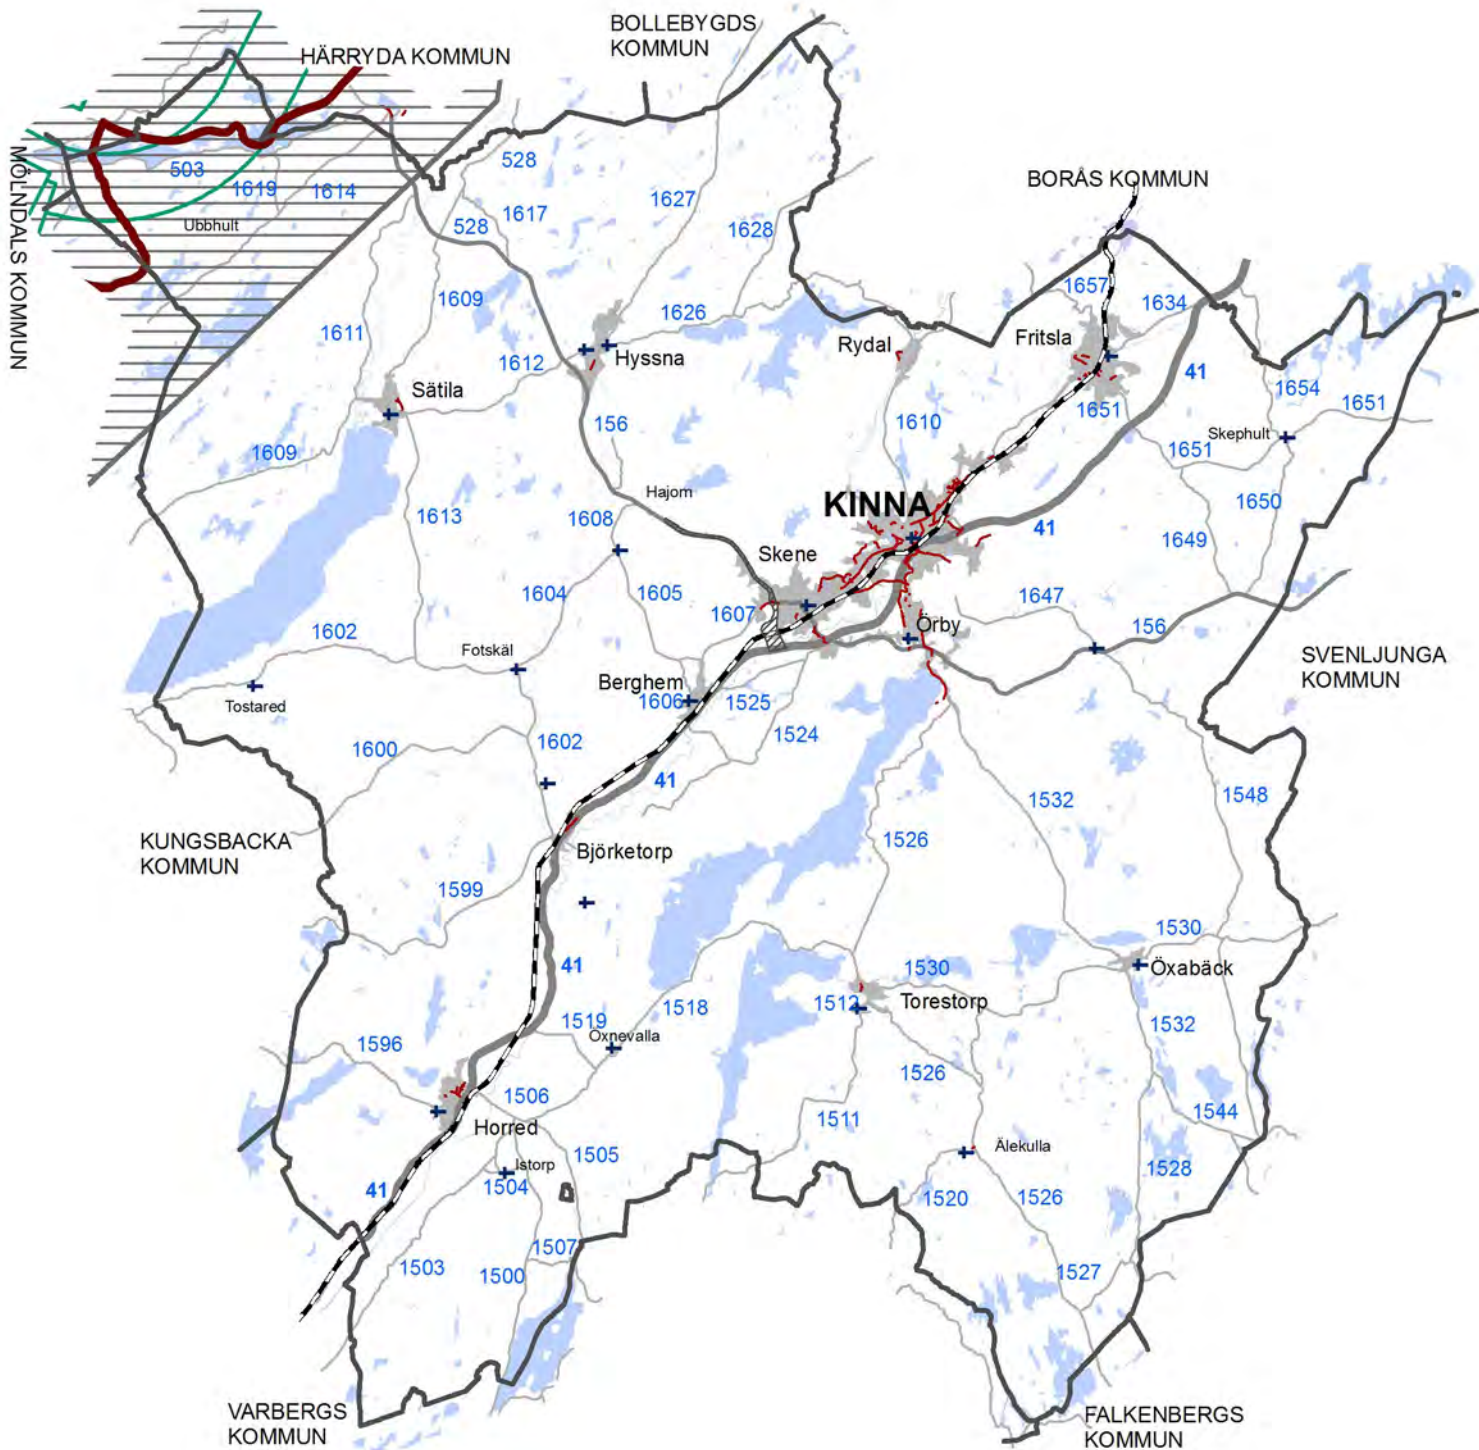 BOLLEBYGDS
KOMMUN
HÄRRYDA KOMMUN
MÖLNDALS KOMMUN
503
1619
1614
Ubbhult
528
1617
528
1627
1628
BORÅS KOMMUN
1609
1611
1612
1626
Hyssna
Sätila
156
1609
1657
1634
Rydal
Fritsla
41
1654
1651
1610
1651
1651
Skephult
1613
Hajom
1608
KINNA
41
1650
1649
Skene
1604
1605
1607
1647
156
Örby
1602
Fotskäl
Tostared
Berghem
1606
1525
1524
SVENLJUNGA
KOMMUN
1600
1602
41
1532
1548
KUNGSBACKA
KOMMUN
Björketorp
1526
1599
41
1530
1530
Öxabäck
1518
1512
Torestorp
1519
Öxnevalla
1532
1596
1506
1526
1544
Horred
1511
1505
Istorp
1504
Älekulla
1528
41
1520
1526
1507
1503
1500
1527
VARBERGS
KOMMUN
FALKENBERGS
KOMMUN